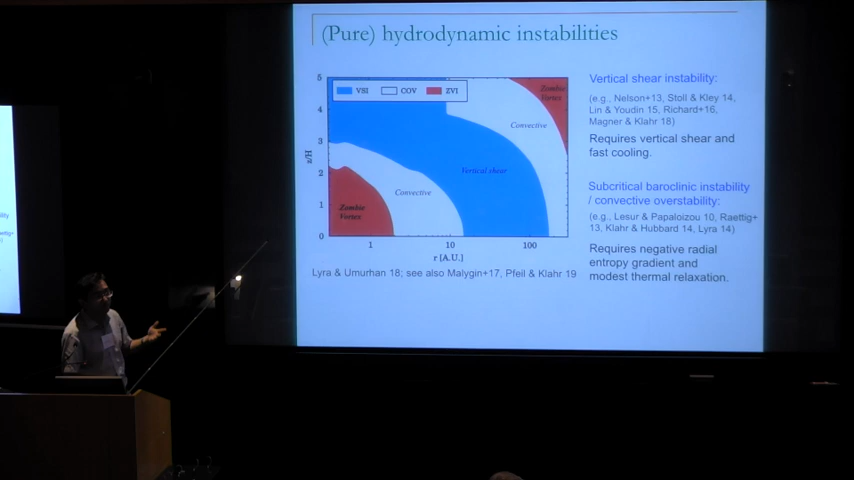 (Pure) hydrodynamic instabilities
VSI COV ZVI
5
4
3
2
1
0
z/H
Zombie
Vortex
Convective
Vertical shear
Convective
Zombie
Vortex
1 10 100
r [A.U.]
Lyra & Umurhan 18; see also Malygin+17, Pfeil & Klahr 19
Vertical shear instability:
(e.g., Nelson+13, Stoll & Kley 14,
Lin & Youdin 15, Richard+16,
Magner & Klahr 18)
Requires vertical shear and
fast cooling.
Subcritical baroclinic instability
/ convective overstability:
(e.g., Lesur & Papaloizou 10, Raettig+
13, Klahr & Hubbard 14, Lyra 14)
Requires negative radial
entropy gradient and
modest thermal relaxation.